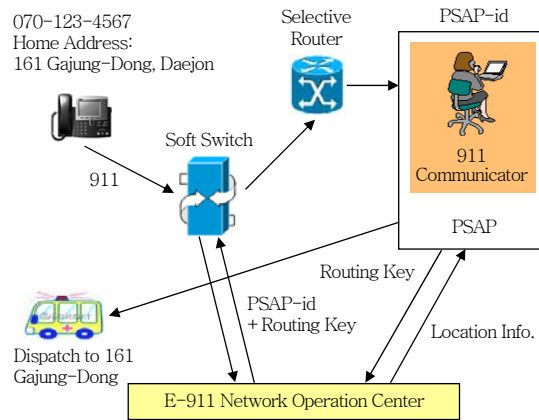 070-123-4567
Home Address:
161 Gajung-Dong, Daejon
Selective
Router
PSAP-id
Soft Switch
911
911
Communicator
PSAP
Routing Key
PSAP-id
+ Routing Key
Location Info.
Dispatch to 161
Gajung-Dong
E-911 Network Operation Center